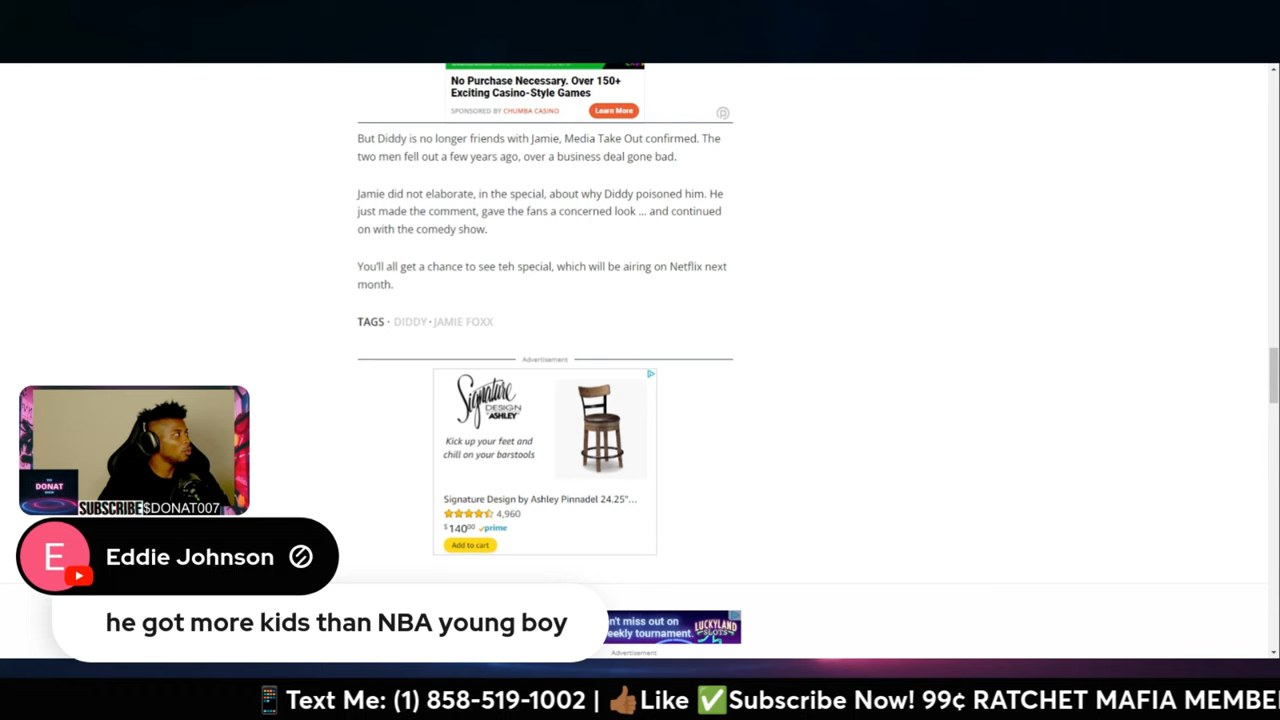 No Purchase Necessary. Over 150+
Exciting Casino-Style Games
SPONSORED BY CHUMBA CASINO
Learn More
But Diddy is no longer friends with Jamie, Media Take Out confirmed. The
two men fell out a few years ago, over a business deal gone bad.
Jamie did not elaborate, in the special, about why Diddy poisoned him. He
just made the comment, gave the fans a concerned look ... and continued
on with the comedy show.
You'll all get a chance to see teh special, which will be airing on Netflix next
month.
TAGS · DIDDY · JAMIE FOXX
Advertisement
Signature
DESIGN
BY ASHLEY
Kick up your feet and
chill on your barstools
Signature Design by Ashley Pinnadel 24.25"...
4,960
$14000 prime
Add to cart
DONAT
SUBSCRIBE $DONAT007
E
Eddie Johnson
he got more kids than NBA young boy
n't miss out on
eekly tournament.
LUCKYLAND
SLOTS
Advertisement
Text Me: (1) 858-519-1002 | Like Subscribe Now! 99¢ RATCHET MAFIA MEMBE